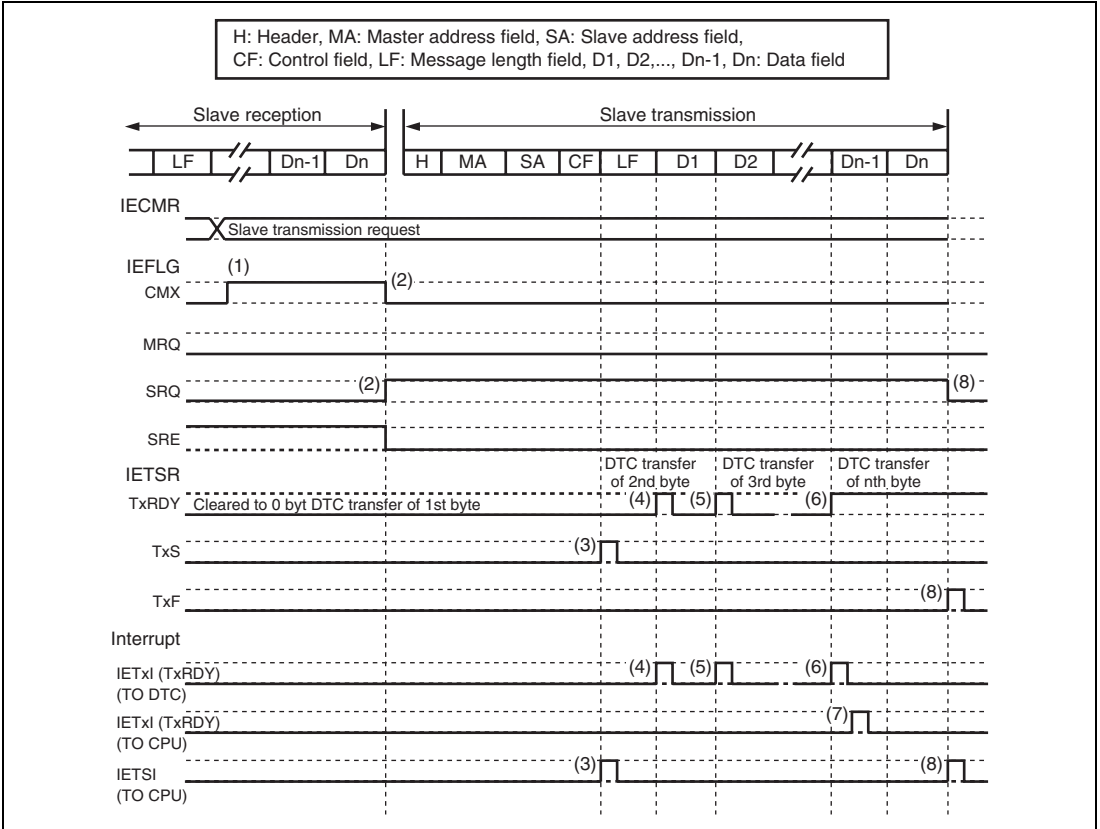 H: Header, MA: Master address field, SA: Slave address field,
CF: Control field, LF: Message length field, D1, D2,..., Dn-1, Dn: Data field
Slave reception
Slave transmission
LF Dn-1 Dn H MA SA CF LF D1 D2 Dn-1 Dn
IECMR
Slave transmission request
IEFLG
(1)
(2)
CMX
MRQ
SRQ
(2)
(8)
SRE
IETSR
DTC transfer
of 2nd byte
DTC transfer
of 3rd byte
DTC transfer
of nth byte
TxRDY
Cleared to 0 byt DTC transfer of 1st byte
(4)
(5)
(6)
TxS
(3)
TxF
(8)
Interrupt
IETxI (TxRDY)
(TO DTC)
(4)
(5)
(6)
IETxI (TxRDY)
(TO CPU)
(7)
IETSI
(TO CPU)
(3)
(8)